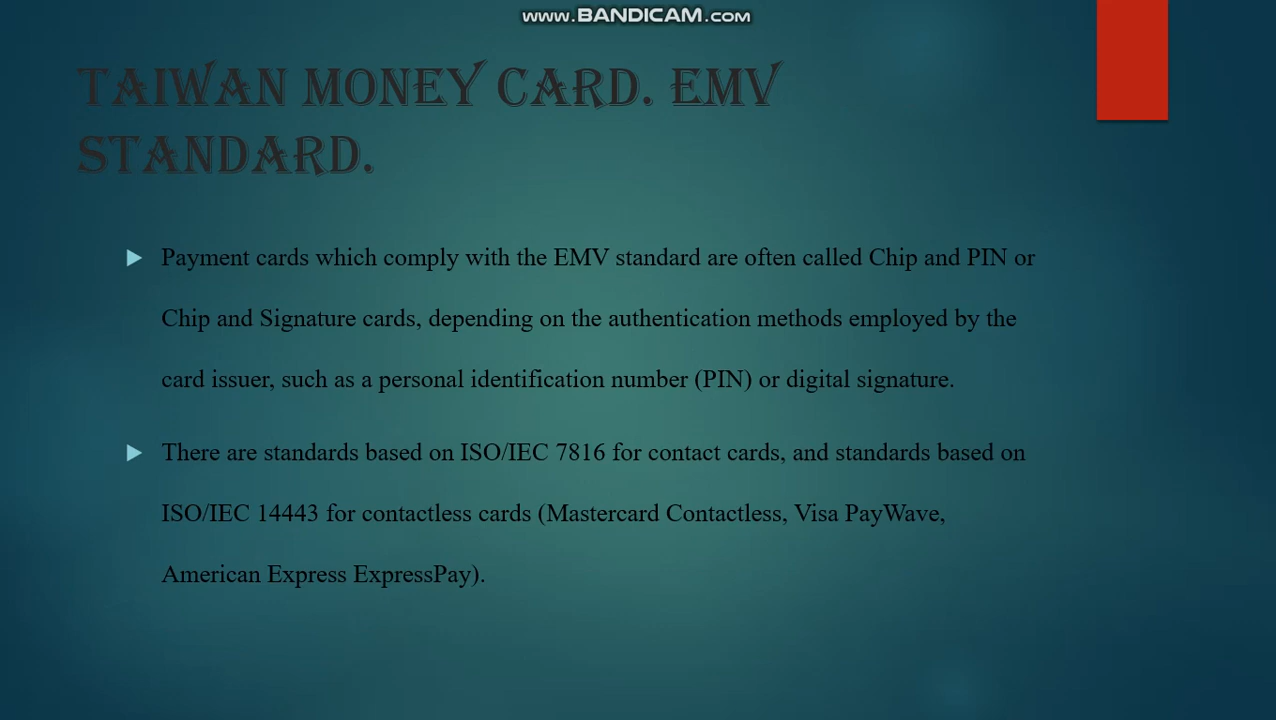 www.BANDICAM.com
TAIWAN MONEY CARD. EMV
STANDARD.
Payment cards which comply with the EMV standard are often called Chip and PIN or
Chip and Signature cards, depending on the authentication methods employed by the
card issuer, such as a personal identification number (PIN) or digital signature.
There are standards based on ISO/IEC 7816 for contact cards, and standards based on
ISO/IEC 14443 for contactless cards (Mastercard Contactless, Visa PayWave,
American Express ExpressPay).